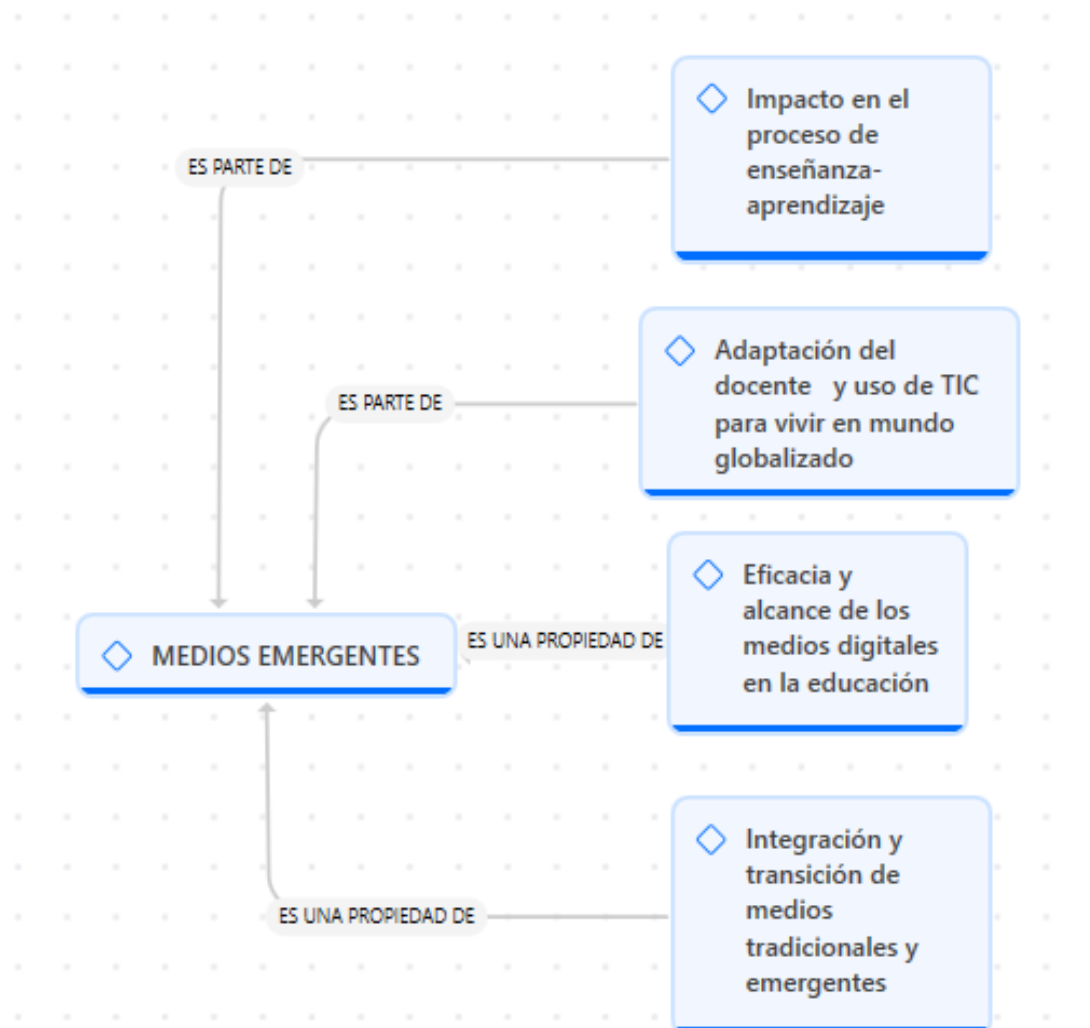 Impacto en el
proceso de
enseñanza-
aprendizaje
ES PARTE DE
Adaptación del
docente   y uso de TIC
para vivir en mundo
globalizado
ES PARTE DE
Eficacia y
alcance de los
medios digitales
en la educación
ES UNA PROPIEDAD DE
MEDIOS EMERGENTES
Integración y
transición de
medios
tradicionales y
emergentes
ES UNA PROPIEDAD DE